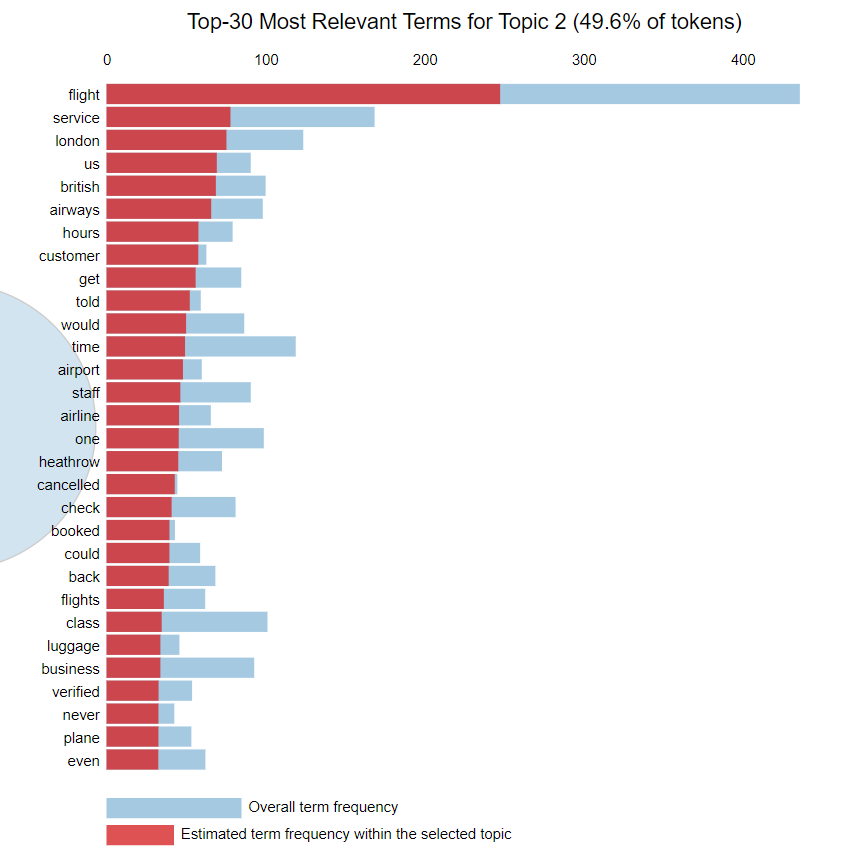 Top-30 Most Relevant Terms for Topic 2 (49.6% of tokens)
0 100 200 300 400
flight
service
london
us
british
airways
hours
customer
get
told
would
time
airport
staff
airline
one
heathrow
cancelled
check
booked
could
back
flights
class
luggage
business
verified
never
plane
even
Overall term frequency
Estimated term frequency within the selected topic